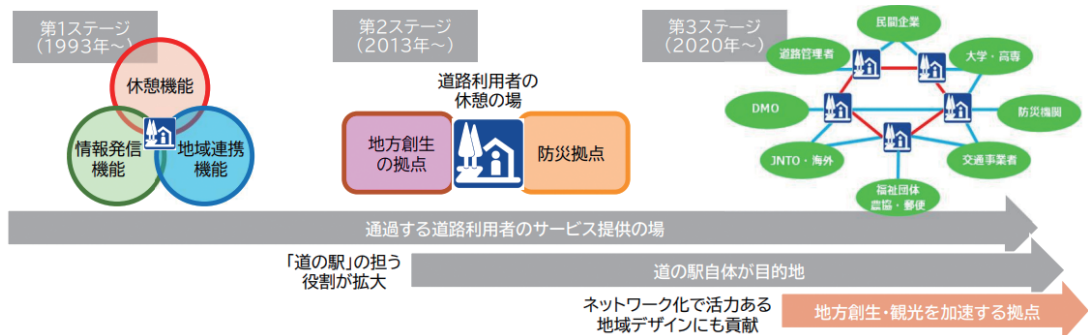 第1ステージ
（1993年～）
休憩機能
情報発信
機能
地域連携
機能
第2ステージ
（2013年～）
道路利用者の
休憩の場
地方創生
の拠点
防災拠点
第3ステージ
（2020年～）
民間企業
道路管理者
大学・高専
DMO
防災機関
JNTO・海外
交通事業者
福祉団体
農協・郵便
通過する道路利用者のサービス提供の場
「道の駅」の担う
役割が拡大
道の駅自体が目的地
ネットワーク化で活力ある
地域デザインにも貢献
地方創生・観光を加速する拠点